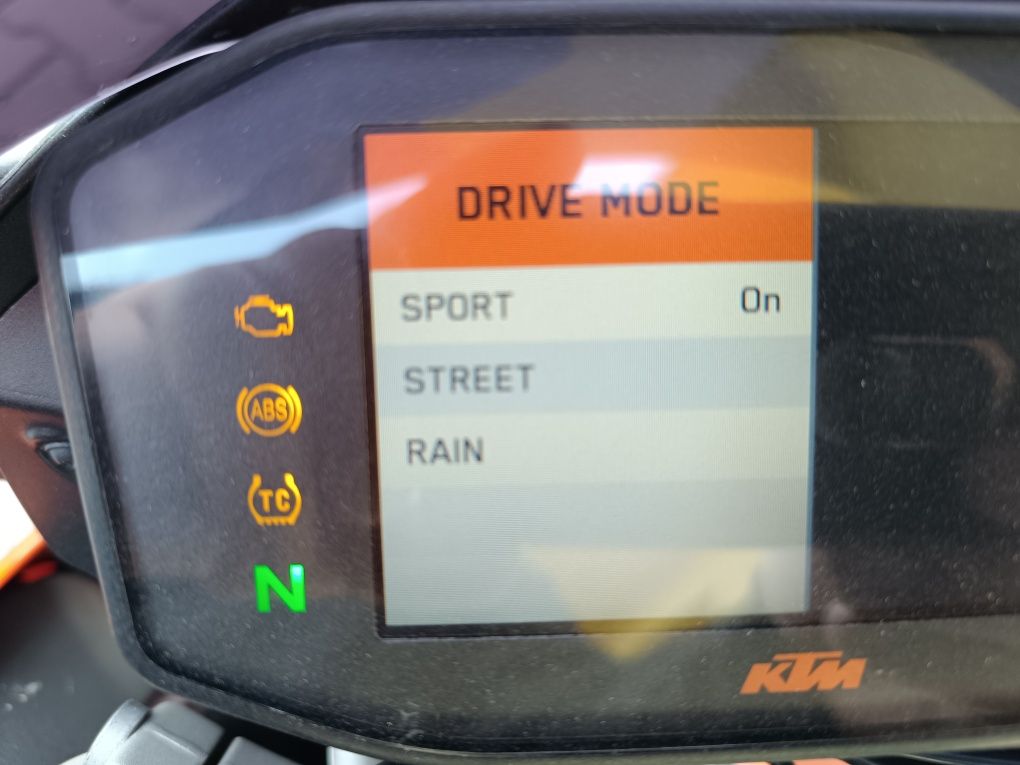 DRIVE MODE
SPORT On
STREET
RAIN
ABS
TC
N
KTM